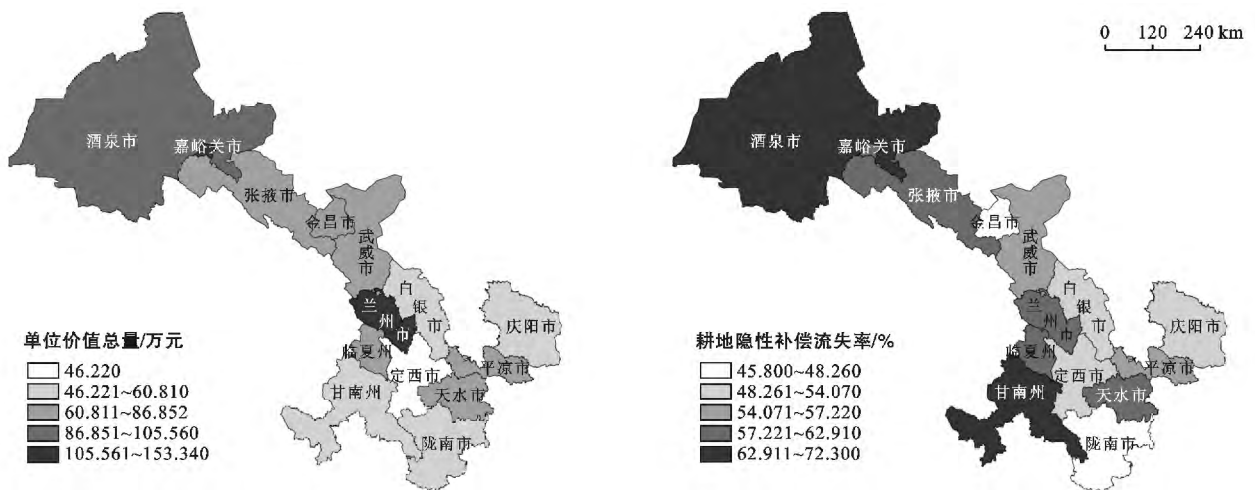 酒泉市
嘉峪关市
张掖市
金昌市
武威市
白银市
兰州市
临夏州
定西市
甘南州
庆阳市
平凉市
天水市
陇南市
单位价值总量/万元
46.220
46.221~60.810
60.811~86.852
86.851~105.560
105.561~153.340
0 120 240 km
酒泉市
嘉峪关市
张掖市
金昌市
武威市
白银市
兰州市
临夏州
定西市
甘南州
庆阳市
平凉市
天水市
陇南市
耕地隐性补偿流失率/%
45.800~48.260
48.261~54.070
54.071~57.220
57.221~62.910
62.911~72.300